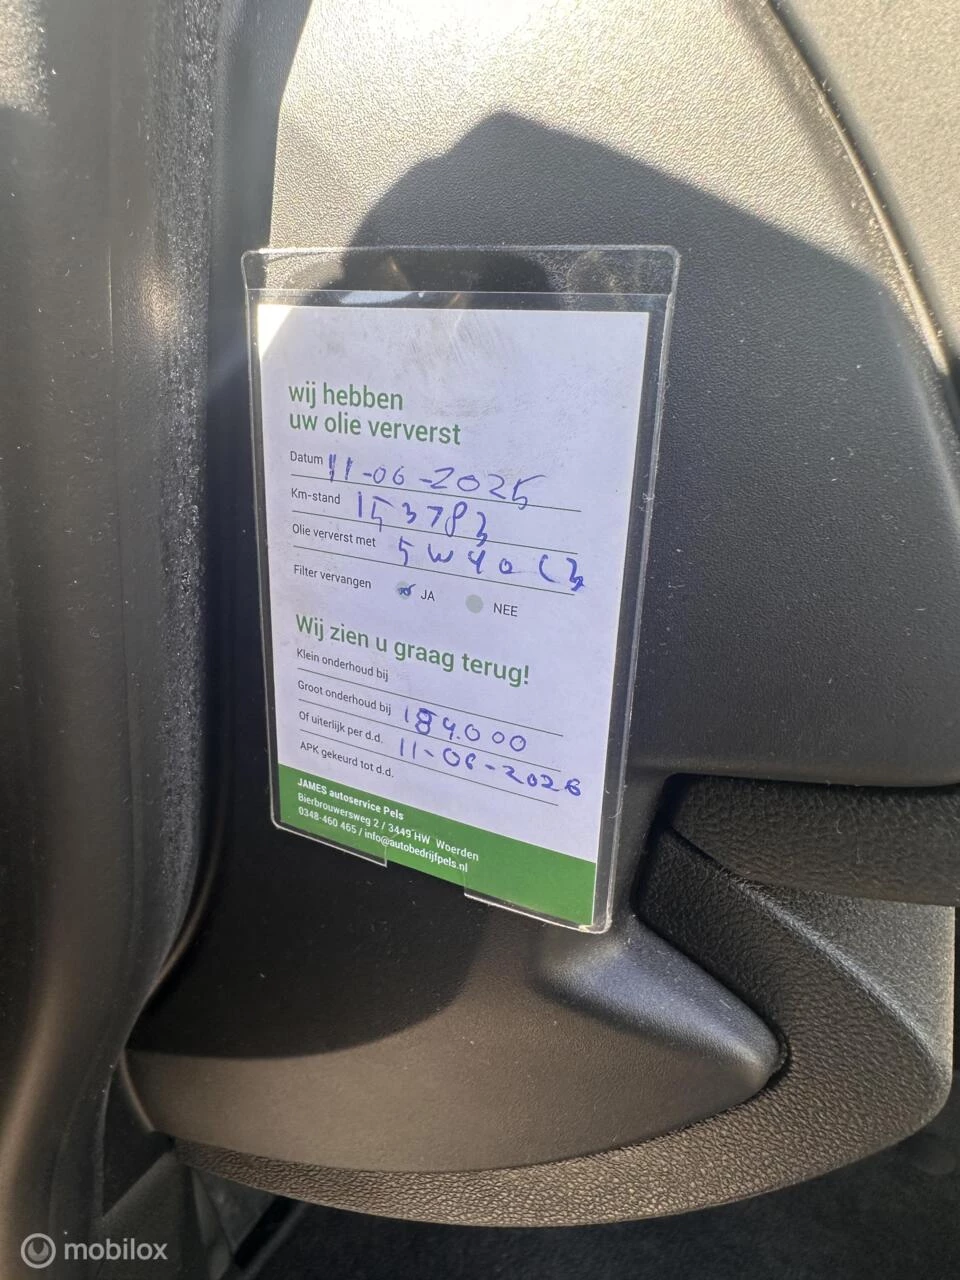 wij hebben
uw olie ververst
Datum 11-06-2025
Km-stand 153783
Olie ververst met 5W40 C3
Filter vervangen JA NEE
Wij zien u graag terug!
Klein onderhoud bij
Groot onderhoud bij 184.000
Of uiterlijk per d.d. 11-06-2026
APK gekeurd tot d.d.
JAMES autoservice Pels
Bierbrouwersweg 2 / 3449 HW Woerden
0348-460 465 / info@autobedrijfpels.nl
mobilox